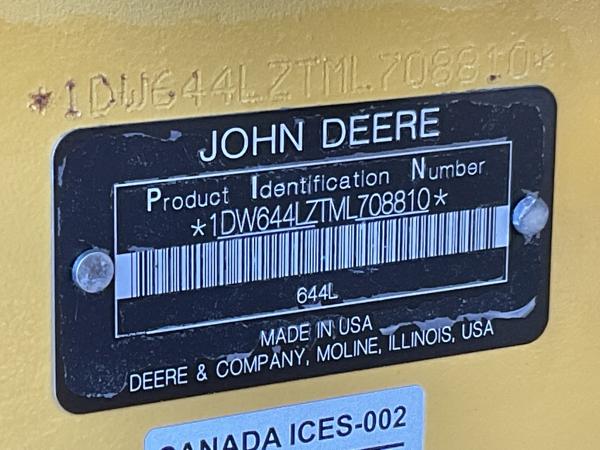 *1DW644LZTML708810*
JOHN DEERE
Product Identification Number
*1DW644LZTML708810*
644L
MADE IN USA
DEERE & COMPANY, MOLINE, ILLINOIS, USA
CANADA ICES-002